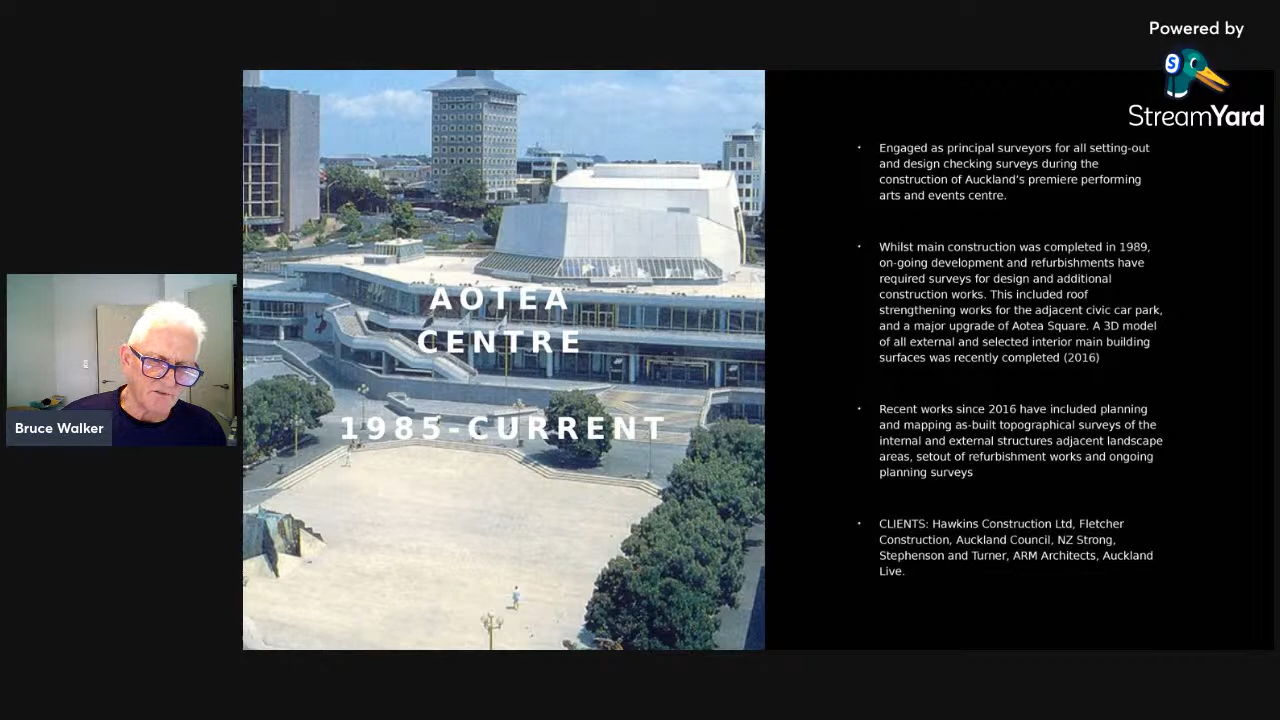 Powered by
S
StreamYard
Bruce Walker
AOTEA
CENTRE
1985-CURRENT
• Engaged as principal surveyors for all setting-out
and design checking surveys during the
construction of Auckland’s premiere performing
arts and events centre.
• Whilst main construction was completed in 1989,
on-going development and refurbishments have
required surveys for design and additional
construction works. This included roof
strengthening works for the adjacent civic car park,
and a major upgrade of Aotea Square. A 3D model
of all external and selected interior main building
surfaces was recently completed (2016)
• Recent works since 2016 have included planning
and mapping as-built topographical surveys of the
internal and external structures adjacent landscape
areas, setout of refurbishment works and ongoing
planning surveys
• CLIENTS: Hawkins Construction Ltd, Fletcher
Construction, Auckland Council, NZ Strong,
Stephenson and Turner, ARM Architects, Auckland
Live.